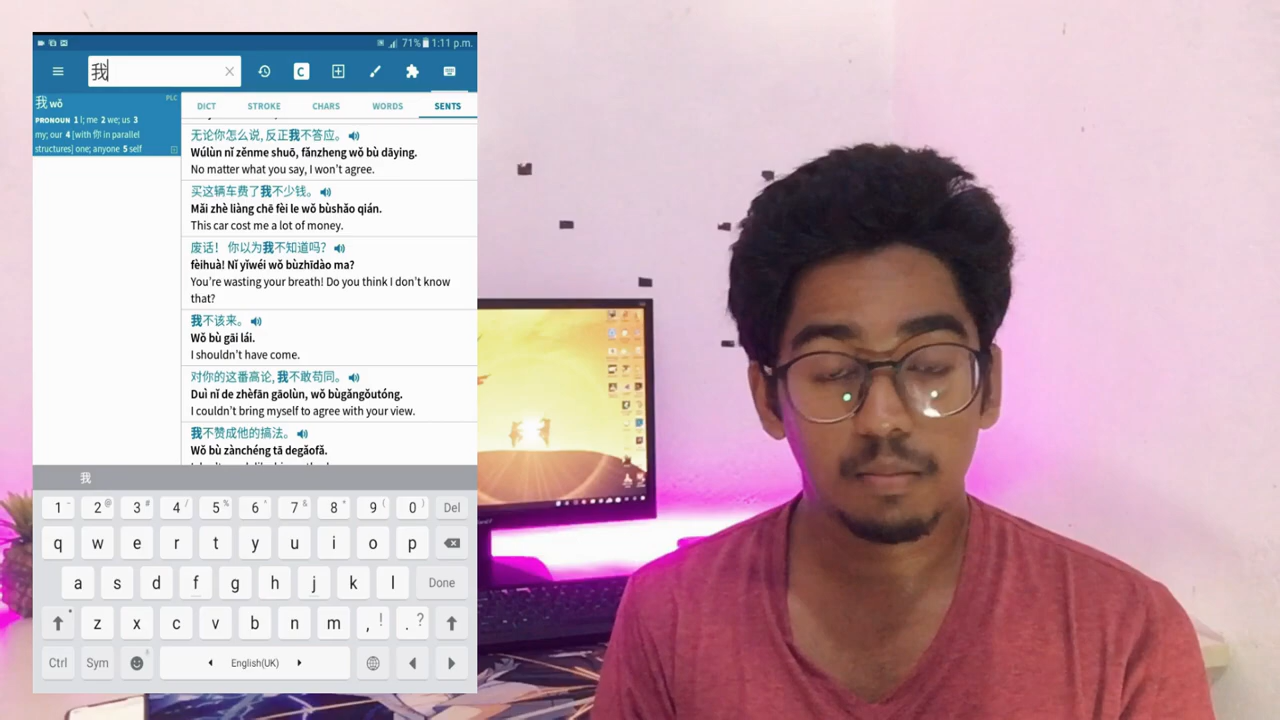 71% 1:11 p.m.
我
C
我 wǒ PLC
PRONOUN 1 I; me 2 we; us 3
my; our 4 [with 你 in parallel
structures] one; anyone 5 self
DICT STROKE CHARS WORDS SENTS
无论你怎么说, 反正我不答应。
Wúlùn nǐ zěnme shuō, fǎnzheng wǒ bù dāying.
No matter what you say, I won't agree.
买这辆车费了我不少钱。
Mǎi zhè liàng chē fèi le wǒ bùshǎo qián.
This car cost me a lot of money.
废话! 你以为我不知道吗?
fèihuà! Nǐ yǐwéi wǒ bùzhīdào ma?
You're wasting your breath! Do you think I don't know
that?
我不该来。
Wǒ bù gāi lái.
I shouldn't have come.
对你的这番高论, 我不敢苟同。
Duì nǐ de zhèfān gāolùn, wǒ bùgǎngǒutóng.
I couldn't bring myself to agree with your view.
我不赞成他的搞法。
Wǒ bù zànchéng tā degǎofǎ.
我
1 - 2 @ 3 # 4 / 5 % 6 ^ 7 & 8 * 9 ( 0 ) Del
q w e r t y u i o p
a s d f g h j k l Done
z x c v b n m , ! . ?
Ctrl Sym English(UK)